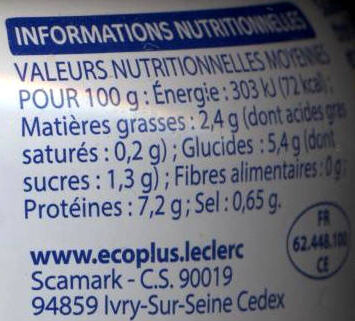 INFORMATIONS NUTRITIONNELLES
VALEURS NUTRITIONNELLES MOYENNES
POUR 100 g : Énergie : 303 kJ (72 kcal) ;
Matières grasses : 2,4 g (dont acides gras
saturés : 0,2 g) ; Glucides : 5,4 g (dont
sucres : 1,3 g) ; Fibres alimentaires : 0 g ;
Protéines : 7,2 g ; Sel : 0,65 g.
www.ecoplus.leclerc
Scamark - C.S. 90019
94859 Ivry-Sur-Seine Cedex
FR
62.448.100
CE